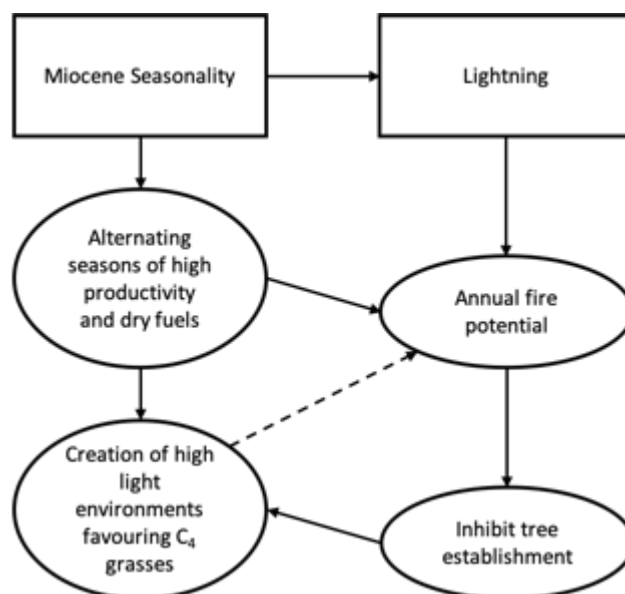 Miocene Seasonality
Lightning
Alternating
seasons of high
productivity
and dry fuels
Annual fire
potential
Creation of high
light
environments
favouring C₄
grasses
Inhibit tree
establishment